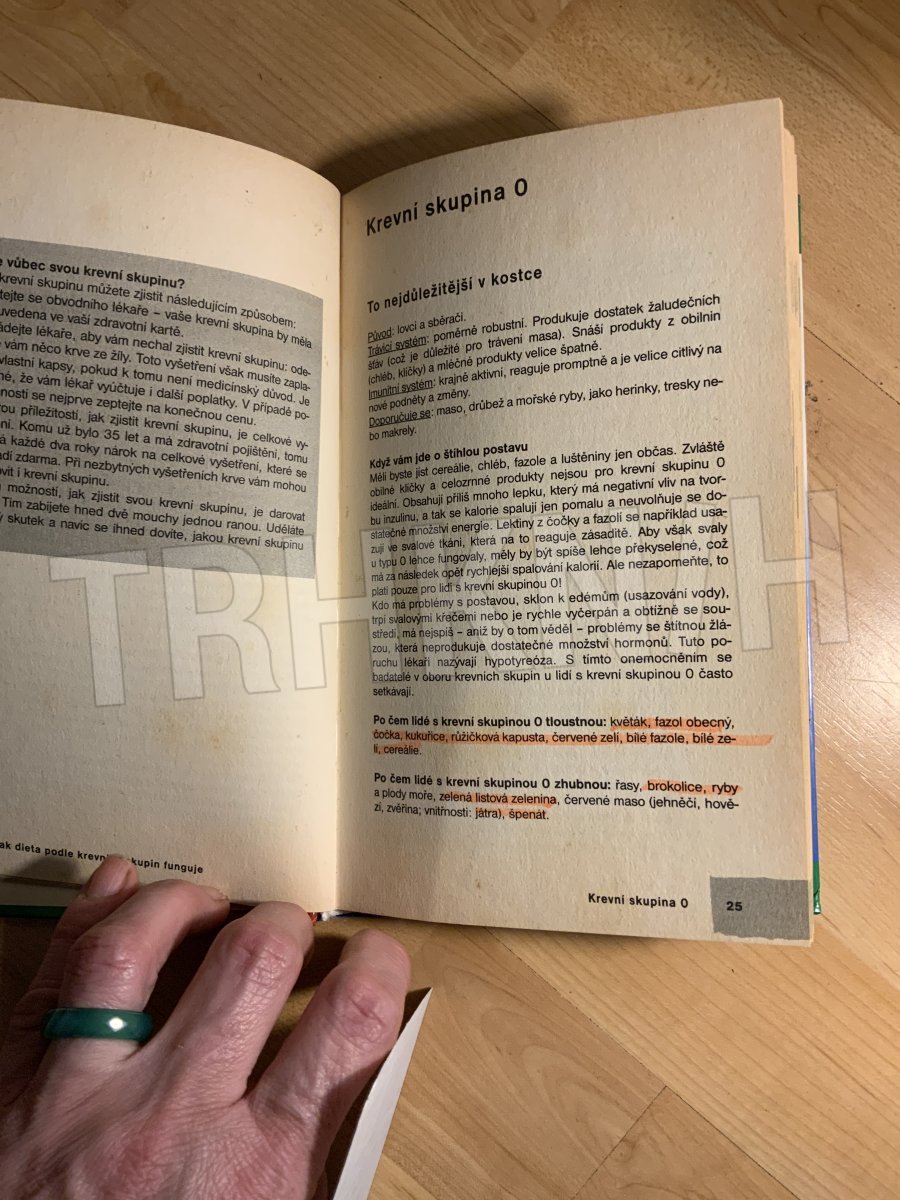 vůbec svou krevní skupinu?
krevní skupinu můžete zjistit následujícím způsobem:
tejte se obvodního lékaře – vaše krevní skupina by měla
uvedena ve vaší zdravotní kartě.
ádejte lékaře, aby vám nechal zjistit krevní skupinu: ode-
vám něco krve ze žíly. Toto vyšetření však musíte zapla-
vlastní kapsy, pokud k tomu není medicínský důvod. Je
né, že vám lékař vyúčtuje i další poplatky. V případě po-
ností se nejprve zeptejte na konečnou cenu.
ou příležitostí, jak zjistit krevní skupinu, je celkové vy-
ní. Komu už bylo 35 let a má zdravotní pojištění, tomu
á každé dva roky nárok na celkové vyšetření, které se
adí zdarma. Při nezbytných vyšetřeních krve vám mohou
ovit i krevní skupinu.
možností, jak zjistit svou krevní skupinu, je darovat
Tím zabijete hned dvě mouchy jednou ranou. Uděláte
ý skutek a navíc se ihned dovíte, jakou krevní skupinu
ak dieta podle krevních skupin funguje
Krevní skupina 0
To nejdůležitější v kostce
Původ: lovci a sběrači.
Trávicí systém: poměrně robustní. Produkuje dostatek žaludečních
šťáv (což je důležité pro trávení masa). Snáší produkty z obilnin
(chléb, klíčky) a mléčné produkty velice špatně.
Imunitní systém: krajně aktivní, reaguje promptně a je velice citlivý na
nové podněty a změny.
Doporučuje se: maso, drůbež a mořské ryby, jako herinky, tresky ne-
bo makrely.
Když vám jde o štíhlou postavu
Měli byste jíst cereálie, chléb, fazole a luštěniny jen občas. Zvláště
obilné klíčky a celozrnné produkty nejsou pro krevní skupinu 0
ideální. Obsahují příliš mnoho lepku, který má negativní vliv na tvor-
bu inzulinu, a tak se kalorie spalují jen pomalu a neuvolňuje se do-
statečné množství energie. Lektiny z čočky a fazolí se například usa-
zují ve svalové tkáni, která na to reaguje zásaditě. Aby však svaly
u typu 0 lehce fungovaly, měly by být spíše lehce překyselené, což
má za následek opět rychlejší spalování kalorií. Ale nezapomeňte, to
platí pouze pro lidi s krevní skupinou 0!
Kdo má problémy s postavou, sklon k edémům (usazování vody),
trpí svalovými křečemi nebo je rychle vyčerpán a obtížně se sou-
středí, má nejspíš – aniž by o tom věděl – problémy se štítnou žlá-
zou, která neprodukuje dostatečné množství hormonů. Tuto po-
ruchu lékaři nazývají hypotyreóza. S tímto onemocněním se
badatelé v oboru krevních skupin u lidí s krevní skupinou 0 často
setkávají.
Po čem lidé s krevní skupinou 0 tloustnou: květák, fazol obecný,
čočka, kukuřice, růžičková kapusta, červené zelí, bílé fazole, bílé ze-
lí, cereálie.
Po čem lidé s krevní skupinou 0 zhubnou: řasy, brokolice, ryby
a plody moře, zelená listová zelenina, červené maso (jehněčí, hově-
zí, zvěřina; vnitřnosti: játra), špenát.
Krevní skupina 0
25